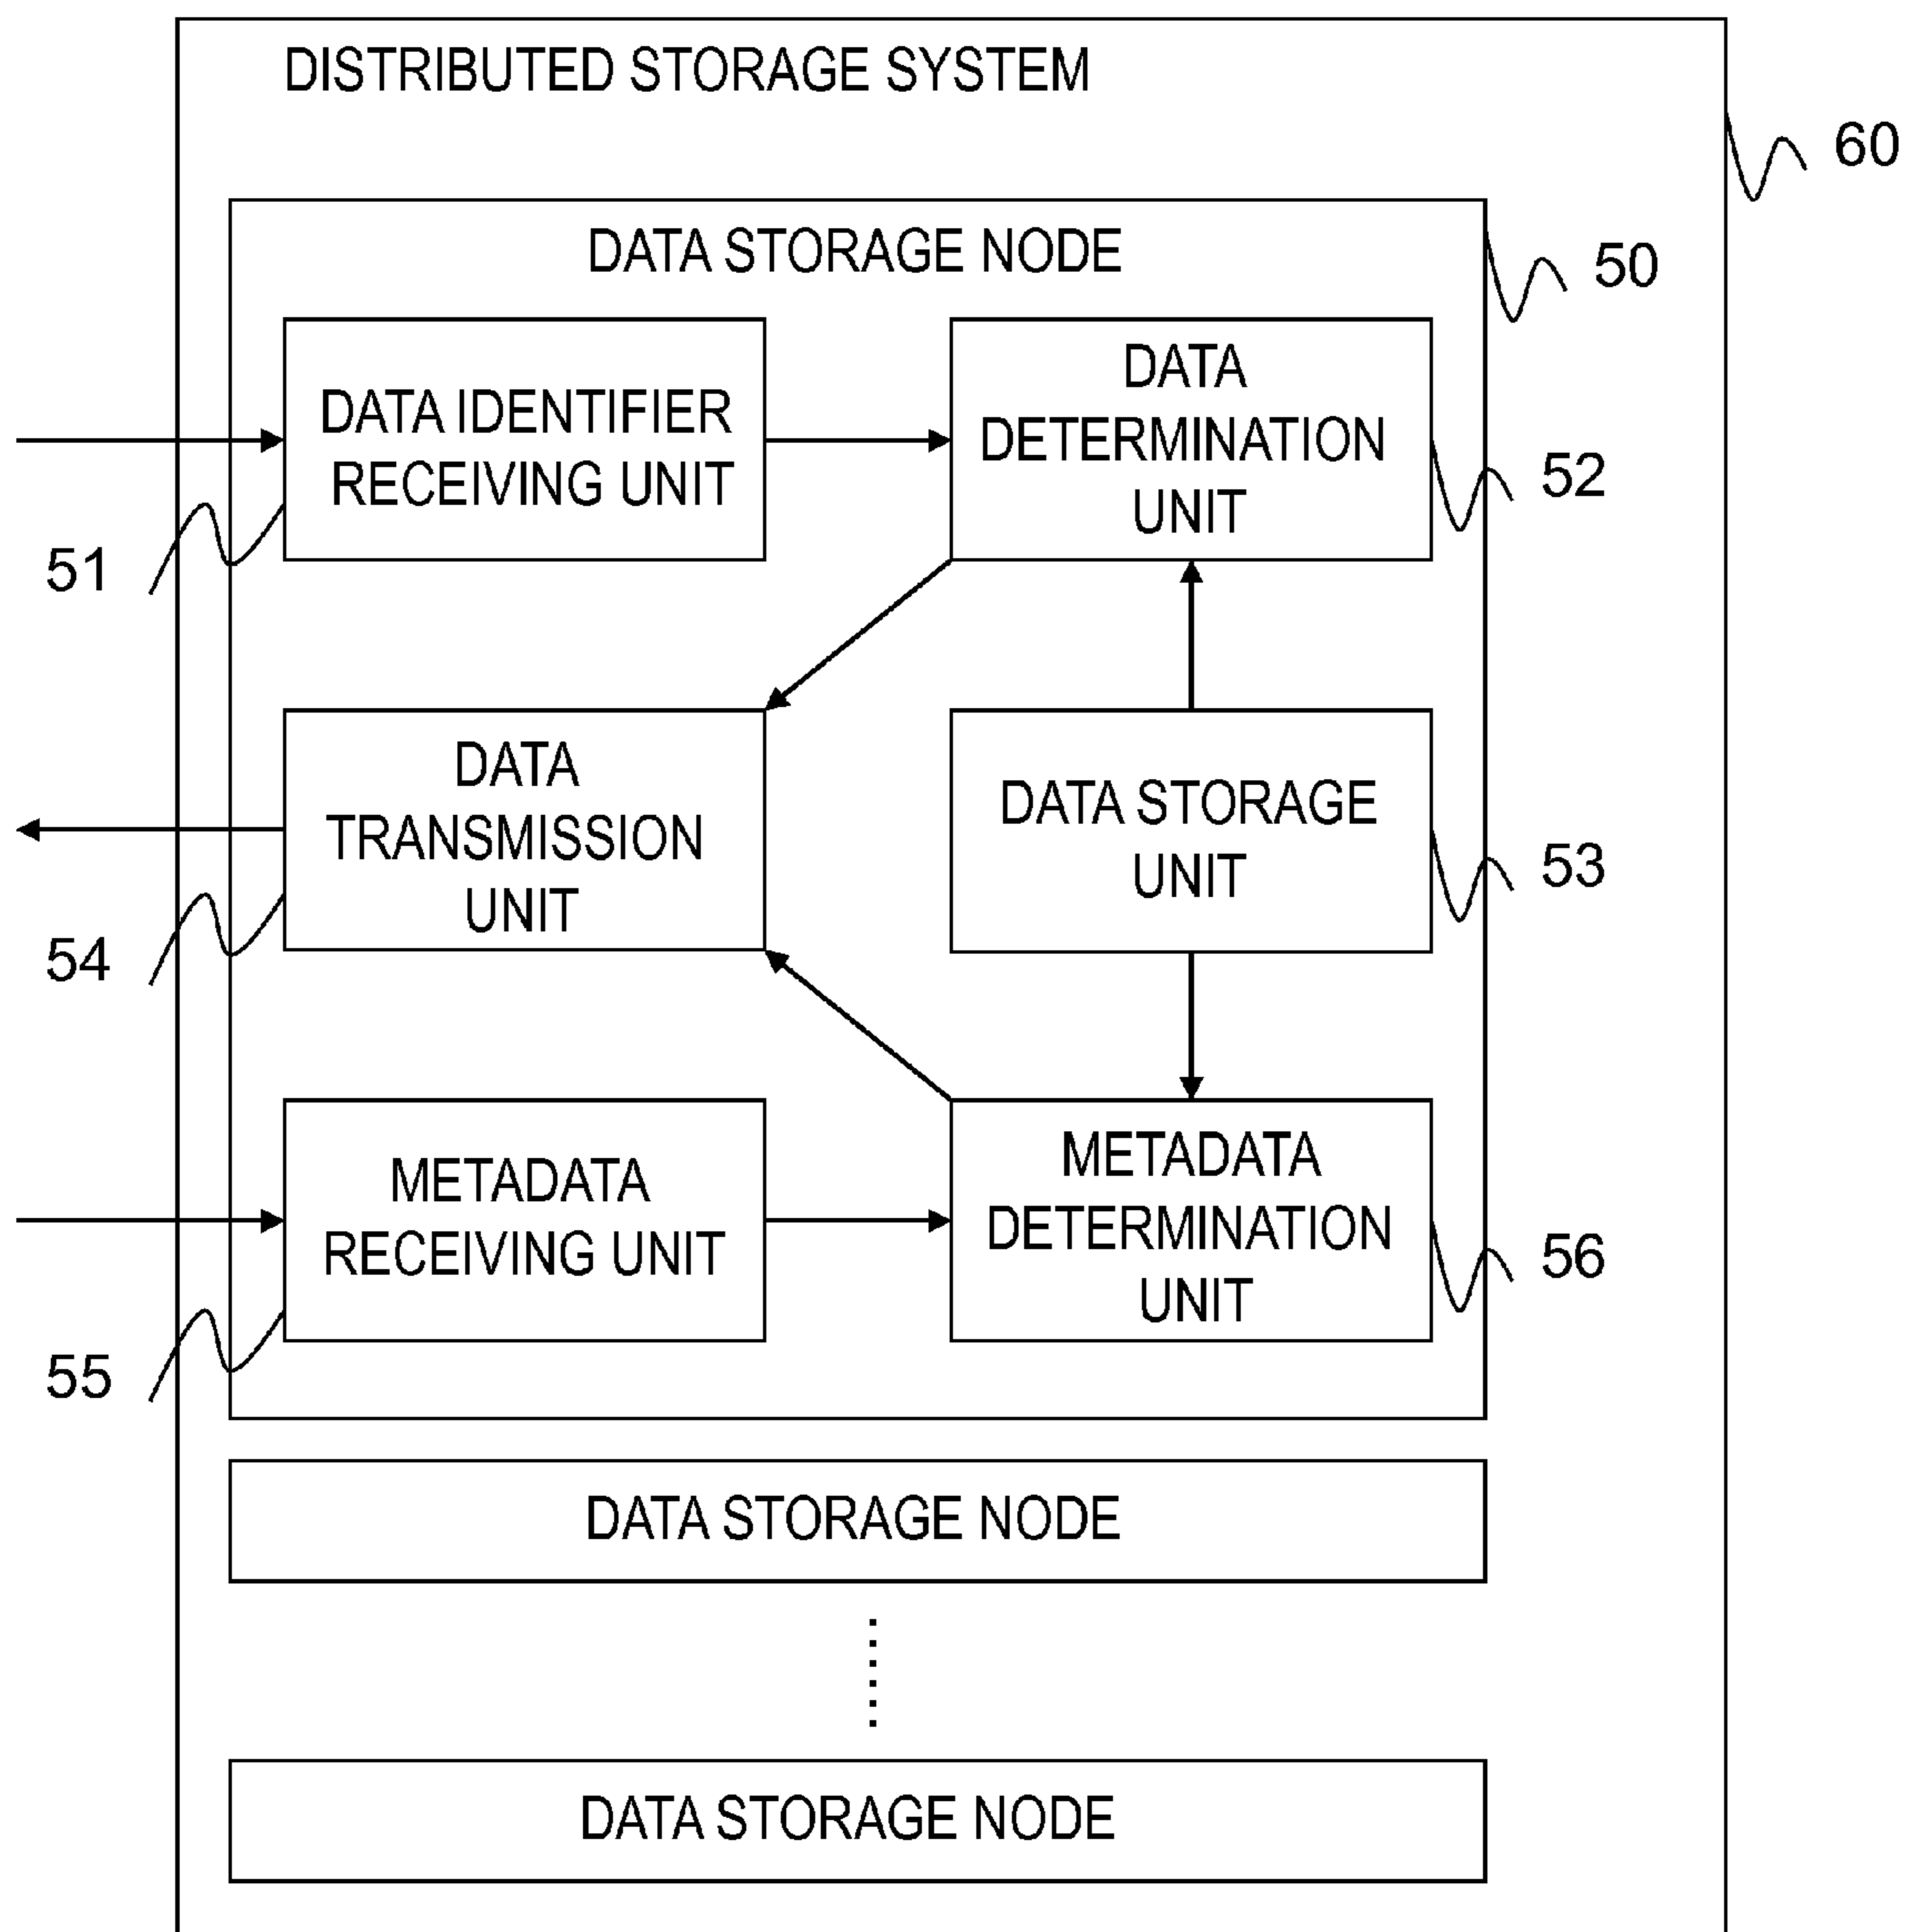 DISTRIBUTED STORAGE SYSTEM
60
DATA STORAGE NODE
50
DATA IDENTIFIER
RECEIVING UNIT
51
DATA
DETERMINATION
UNIT
52
DATA
TRANSMISSION
UNIT
54
DATA STORAGE
UNIT
53
METADATA
RECEIVING UNIT
55
METADATA
DETERMINATION
UNIT
56
DATA STORAGE NODE
DATA STORAGE NODE